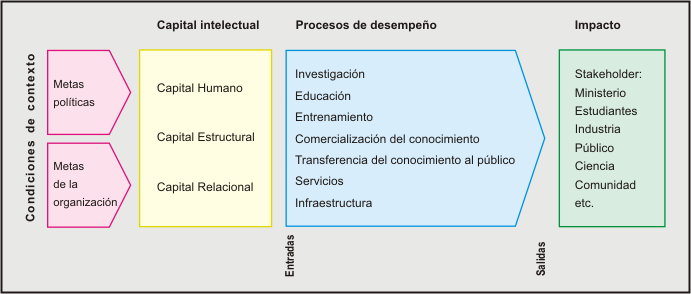 Capital intelectual
Procesos de desempeño
Impacto
Condiciones de contexto
Metas
políticas
Metas
de la
organización
Capital Humano
Capital Estructural
Capital Relacional
Investigación
Educación
Entrenamiento
Comercialización del conocimiento
Transferencia del conocimiento al público
Servicios
Infraestructura
Entradas
Salidas
Stakeholder:
Ministerio
Estudiantes
Industria
Público
Ciencia
Comunidad
etc.